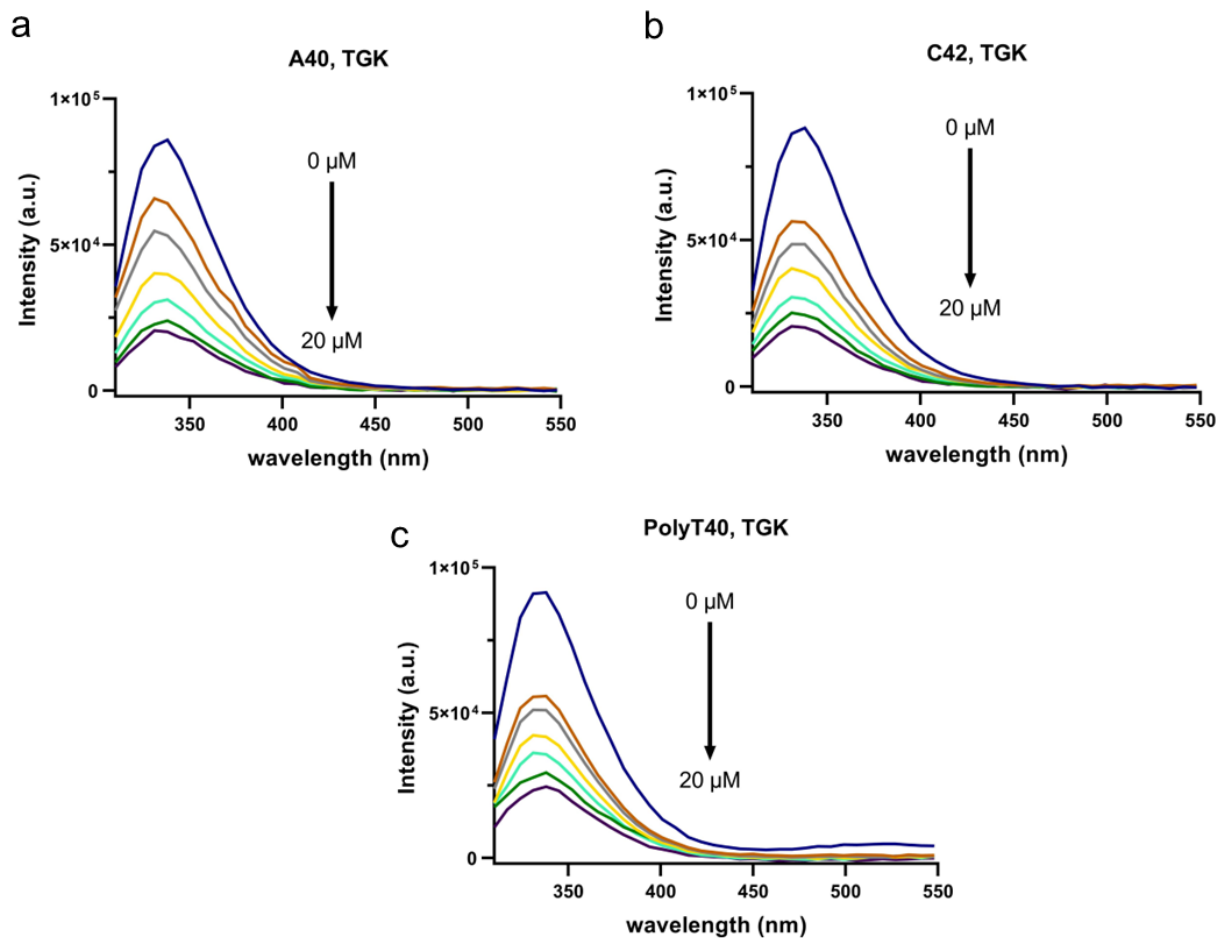 a
A40, TGK
1×10⁵
5×10⁴
0
Intensity (a.u.)
0 µM
20 µM
350 400 450 500 550
wavelength (nm)
b
C42, TGK
1×10⁵
5×10⁴
0
Intensity (a.u.)
0 µM
20 µM
350 400 450 500 550
wavelength (nm)
c
PolyT40, TGK
1×10⁵
5×10⁴
0
Intensity (a.u.)
0 µM
20 µM
350 400 450 500 550
wavelength (nm)